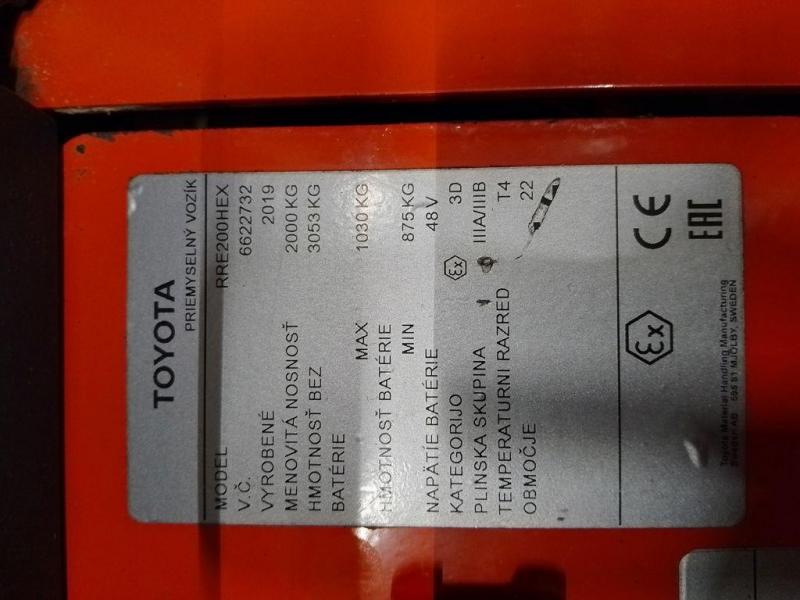 TOYOTA
PRIEMYSELNÝ VOZÍK
MODEL RRE200HEX
V.Č. 6622732
VYROBENÉ 2019
MENOVITÁ NOSNOSŤ 2000 KG
HMOTNOSŤ BEZ 3053 KG
BATÉRIE
MAX 1030 KG
HMOTNOSŤ BATÉRIE
MIN 875 KG
NAPÄTIE BATÉRIE 48 V
KATEGORIJO Ex 3D
PLINSKA SKUPINA IIIA/IIIB
TEMPERATURNI RAZRED T4
OBMOČJE 22
Ex CE EAC
Toyota Material Handling Manufacturing
Sweden AB 595 81 MJÖLBY, SWEDEN